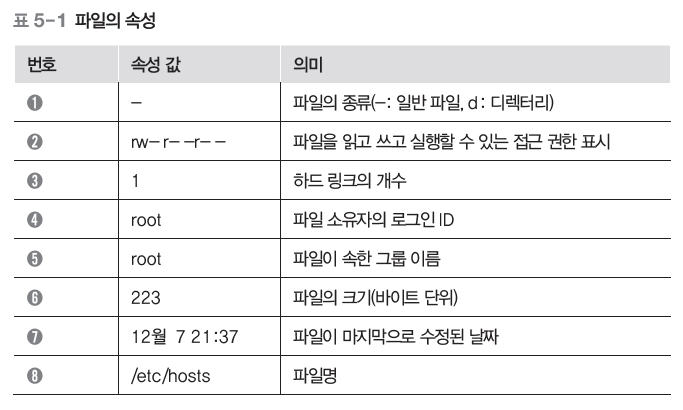 표 5-1 파일의 속성
번호 속성 값 의미
❶ - 파일의 종류(-: 일반 파일, d : 디렉터리)
❷ rw-r--r-- 파일을 읽고 쓰고 실행할 수 있는 접근 권한 표시
❸ 1 하드 링크의 개수
❹ root 파일 소유자의 로그인 ID
❺ root 파일이 속한 그룹 이름
❻ 223 파일의 크기(바이트 단위)
❼ 12월 7 21:37 파일이 마지막으로 수정된 날짜
❽ /etc/hosts 파일명